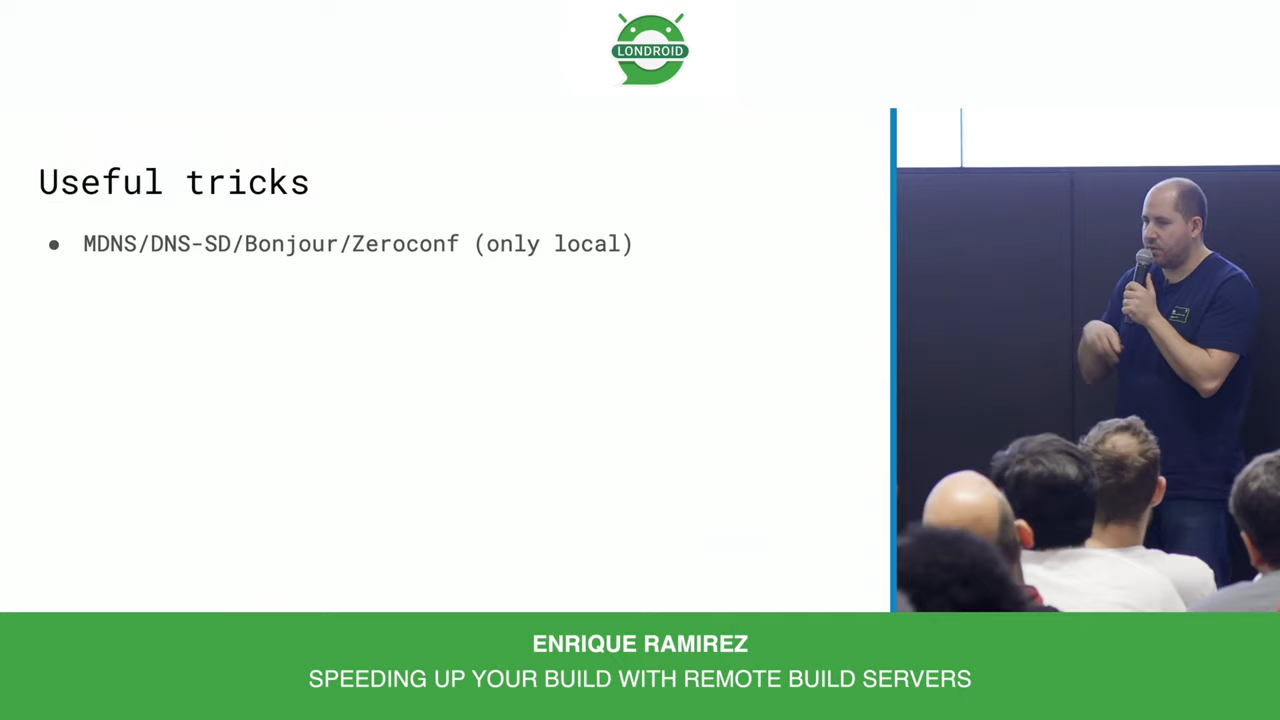 LONDROID
Useful tricks
● MDNS/DNS-SD/Bonjour/Zeroconf (only local)
ENRIQUE RAMIREZ
SPEEDING UP YOUR BUILD WITH REMOTE BUILD SERVERS